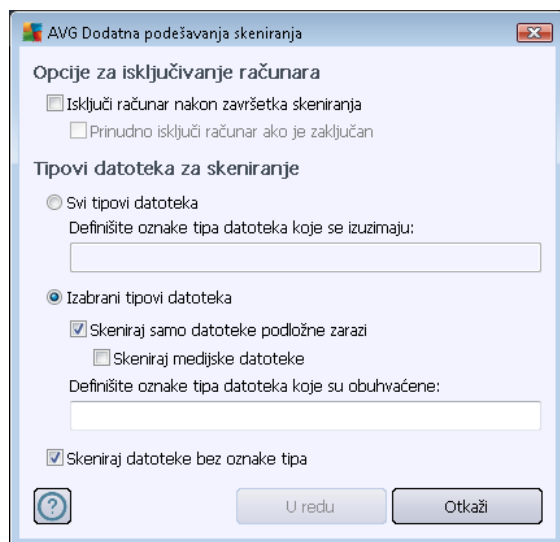 AVG Dodatna podešavanja skeniranja
Opcije za isključivanje računara
Isključi računar nakon završetka skeniranja
Prinudno isključi računar ako je zaključan
Tipovi datoteka za skeniranje
Svi tipovi datoteka
Definišite oznake tipa datoteka koje se izuzimaju:
Izabrani tipovi datoteka
Skeniraj samo datoteke podložne zarazi
Skeniraj medijske datoteke
Definišite oznake tipa datoteka koje su obuhvaćene:
Skeniraj datoteke bez oznake tipa
?
U redu
Otkaži